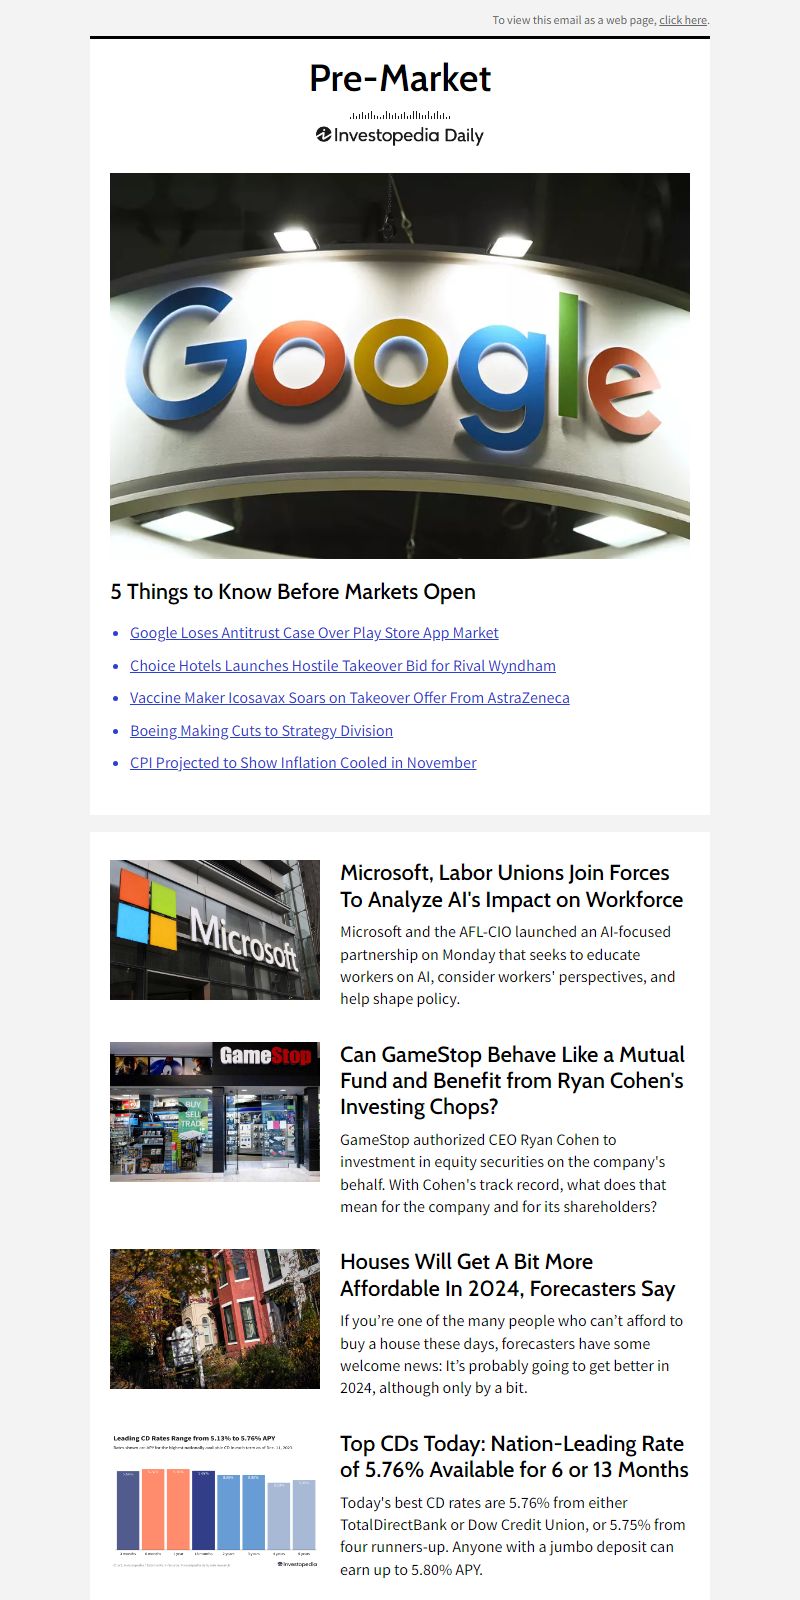 To view this email as a web page, click here.
Pre-Market
Investopedia Daily
Google
5 Things to Know Before Markets Open
Google Loses Antitrust Case Over Play Store App Market
Choice Hotels Launches Hostile Takeover Bid for Rival Wyndham
Vaccine Maker Icosavax Soars on Takeover Offer From AstraZeneca
Boeing Making Cuts to Strategy Division
CPI Projected to Show Inflation Cooled in November
Microsoft
Microsoft, Labor Unions Join Forces
To Analyze AI's Impact on Workforce
Microsoft and the AFL-CIO launched an AI-focused
partnership on Monday that seeks to educate
workers on AI, consider workers' perspectives, and
help shape policy.
GameStop
BUY
SELL
TRADE
Can GameStop Behave Like a Mutual
Fund and Benefit from Ryan Cohen's
Investing Chops?
GameStop authorized CEO Ryan Cohen to
investment in equity securities on the company's
behalf. With Cohen's track record, what does that
mean for the company and for its shareholders?
Houses Will Get A Bit More
Affordable In 2024, Forecasters Say
If you’re one of the many people who can’t afford to
buy a house these days, forecasters have some
welcome news: It’s probably going to get better in
2024, although only by a bit.
Leading CD Rates Range from 5.13% to 5.76% APY
Investopedia
Top CDs Today: Nation-Leading Rate
of 5.76% Available for 6 or 13 Months
Today's best CD rates are 5.76% from either
TotalDirectBank or Dow Credit Union, or 5.75% from
four runners-up. Anyone with a jumbo deposit can
earn up to 5.80% APY.